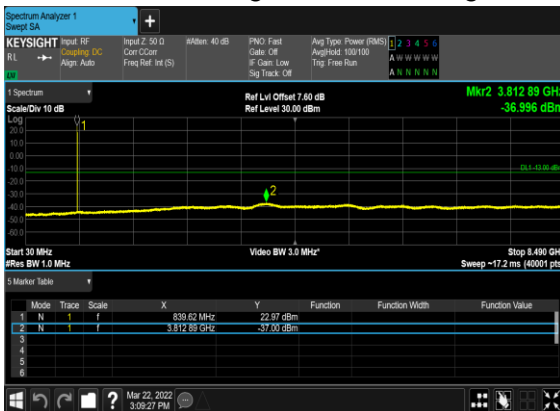 Spectrum Analyzer 1
Swept SA
KEYSIGHT Input: RF Input Z: 50 Ω #Atten: 40 dB PNO: Fast Avg Type: Power (RMS) 1 2 3 4 5 6
RL Coupling: DC Corr CCorr Gate: Off Avg|Hold: 100/100 A W W W W W
Align: Auto Freq Ref: Int (S) IF Gain: Low Trig: Free Run
Sig Track: Off A N N N N N
1 Spectrum Ref Lvl Offset 7.60 dB Mkr2 3.812 89 GHz
Scale/Div 10 dB Ref Level 30.00 dBm -36.996 dBm
Log
20.0 1
10.0
0.00
-10.0 DL1 -13.00 dBm
-20.0
-30.0 2
-40.0
-50.0
-60.0
Start 30 MHz Video BW 3.0 MHz* Stop 8.490 GHz
#Res BW 1.0 MHz Sweep ~17.2 ms (40001 pts)
5 Marker Table
Mode Trace Scale X Y Function Function Width Function Value
1 N 1 f 839.62 MHz 22.97 dBm
2 N 1 f 3.812 89 GHz -37.00 dBm
3
4
5
6
? Mar 22, 2022
3:09:27 PM